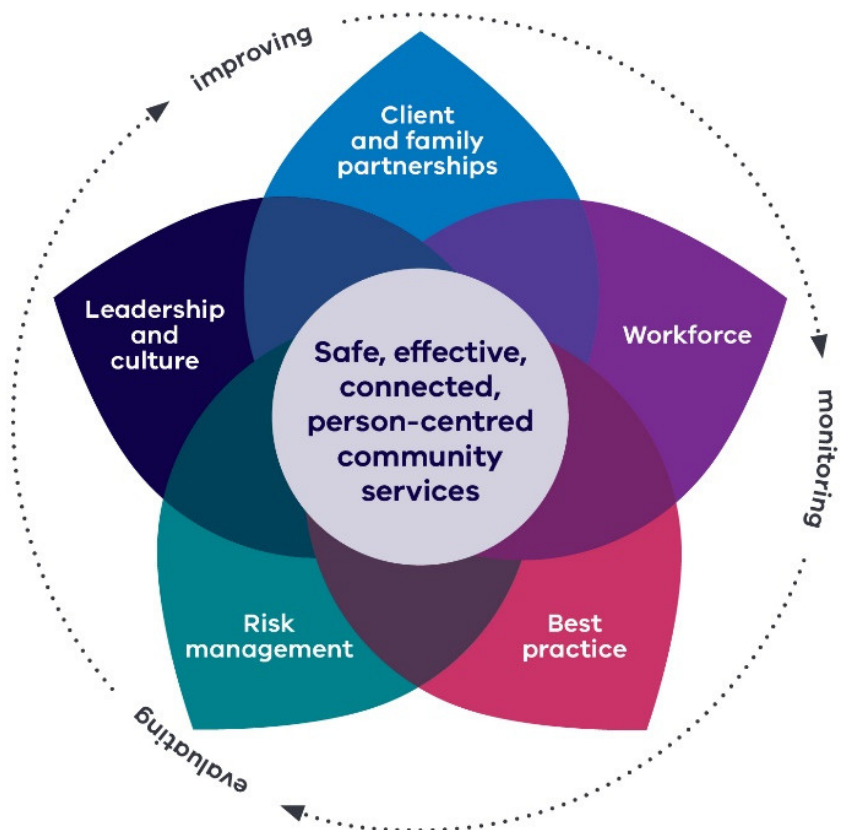 improving
Client
and family
partnerships
Leadership
and
culture
Workforce
Safe, effective,
connected,
person-centred
community
services
monitoring
Risk
management
Best
practice
evaluating